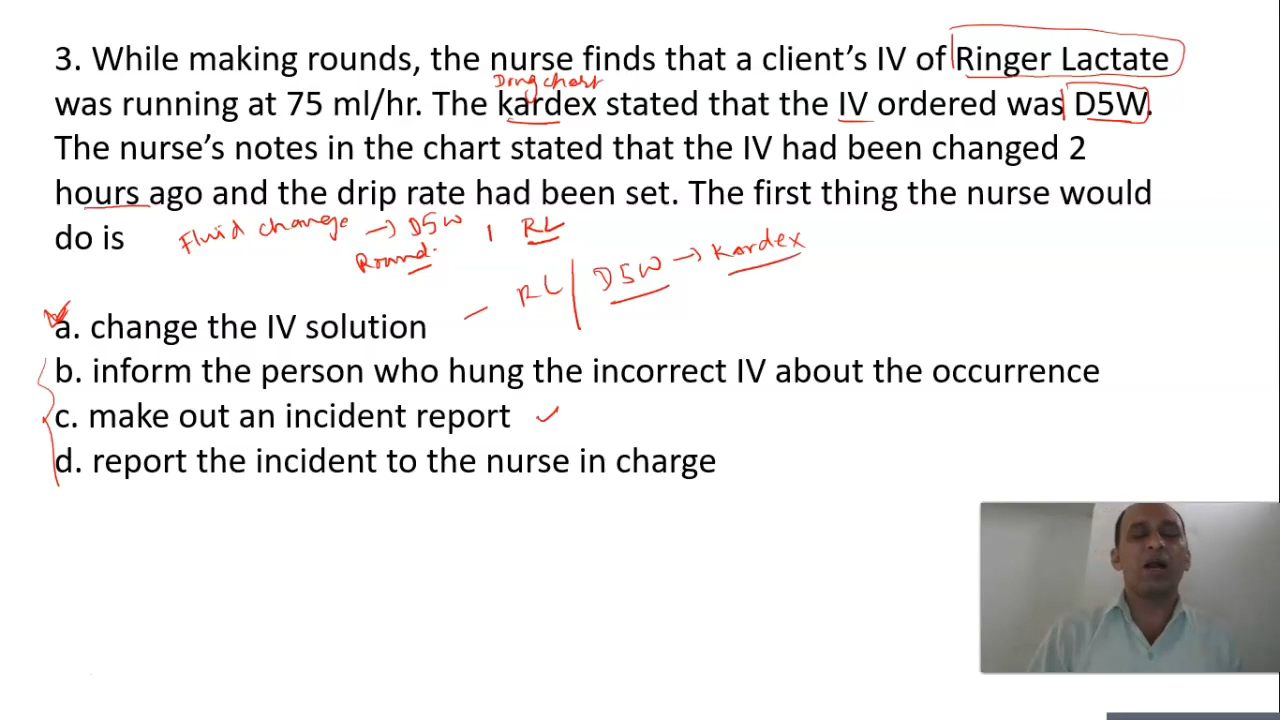 3. While making rounds, the nurse finds that a client’s IV of Ringer Lactate
Drug chart
was running at 75 ml/hr. The kardex stated that the IV ordered was D5W.
The nurse’s notes in the chart stated that the IV had been changed 2
hours ago and the drip rate had been set. The first thing the nurse would
do is
Fluid change → D5W | RL
Round.
— RL | D5W → Kardex
a. change the IV solution
b. inform the person who hung the incorrect IV about the occurrence
c. make out an incident report ✓
d. report the incident to the nurse in charge